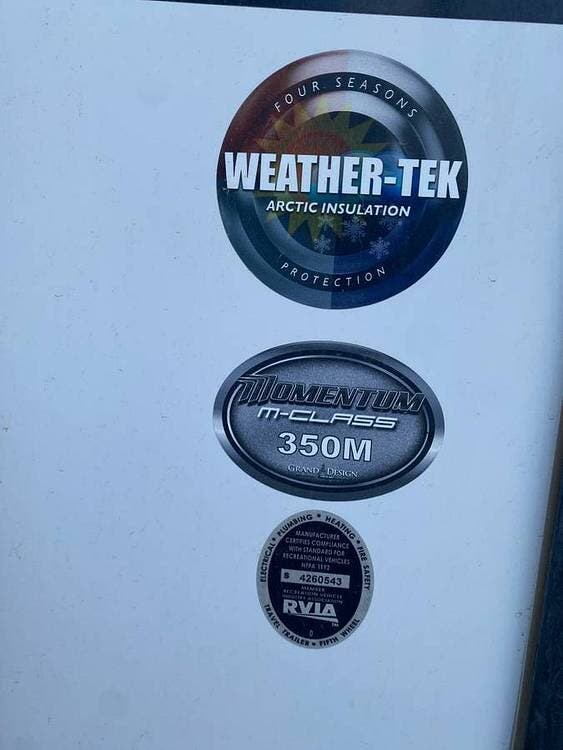 FOUR SEASONS
WEATHER-TEK
ARCTIC INSULATION
PROTECTION
MOMENTUM
M-CLASS
350M
GRAND DESIGN
ELECTRICAL • PLUMBING • HEATING • FIRE SAFETY
MANUFACTURER
CERTIFIES COMPLIANCE
WITH STANDARD FOR
RECREATIONAL VEHICLES
NFPA 1192
S 4260543
MEMBER
RECREATION VEHICLE
INDUSTRY ASSOCIATION
RVIA
TM
0
TRAVEL TRAILER • FIFTH WHEEL